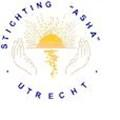 STICHTING "ASHA"
· UTRECHT ·